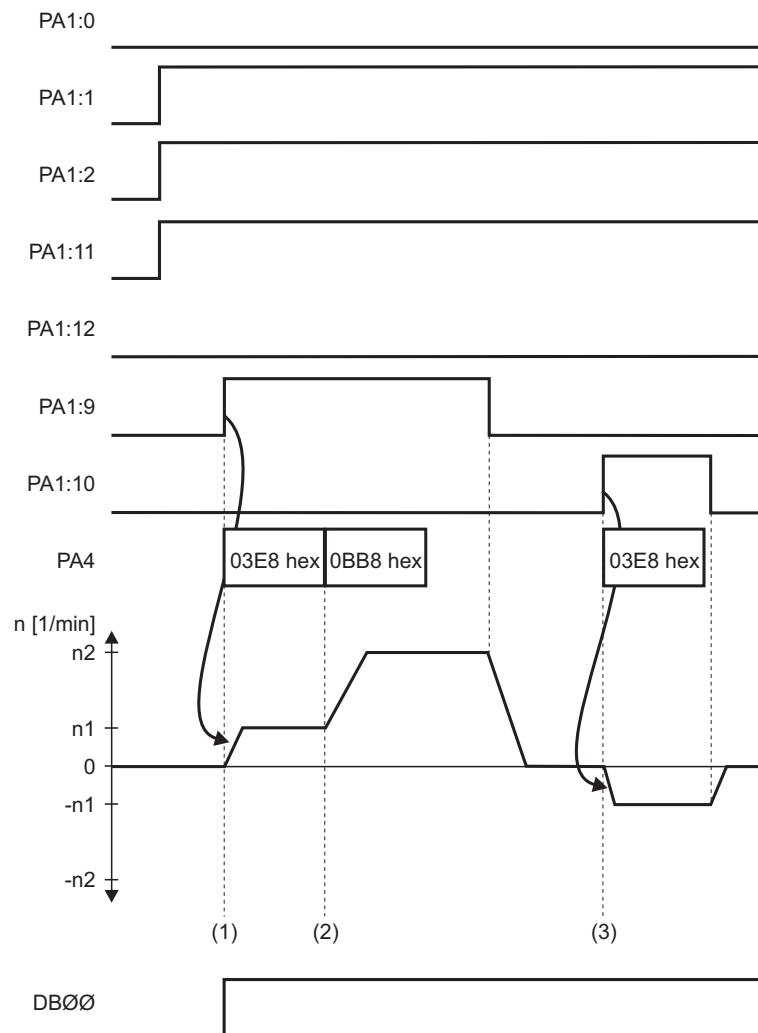 PA1:0
PA1:1
PA1:2
PA1:11
PA1:12
PA1:9
PA1:10
PA4 03E8 hex 0BB8 hex 03E8 hex
n [1/min]
n2
n1
0
-n1
-n2
(1) (2) (3)
DBØØ